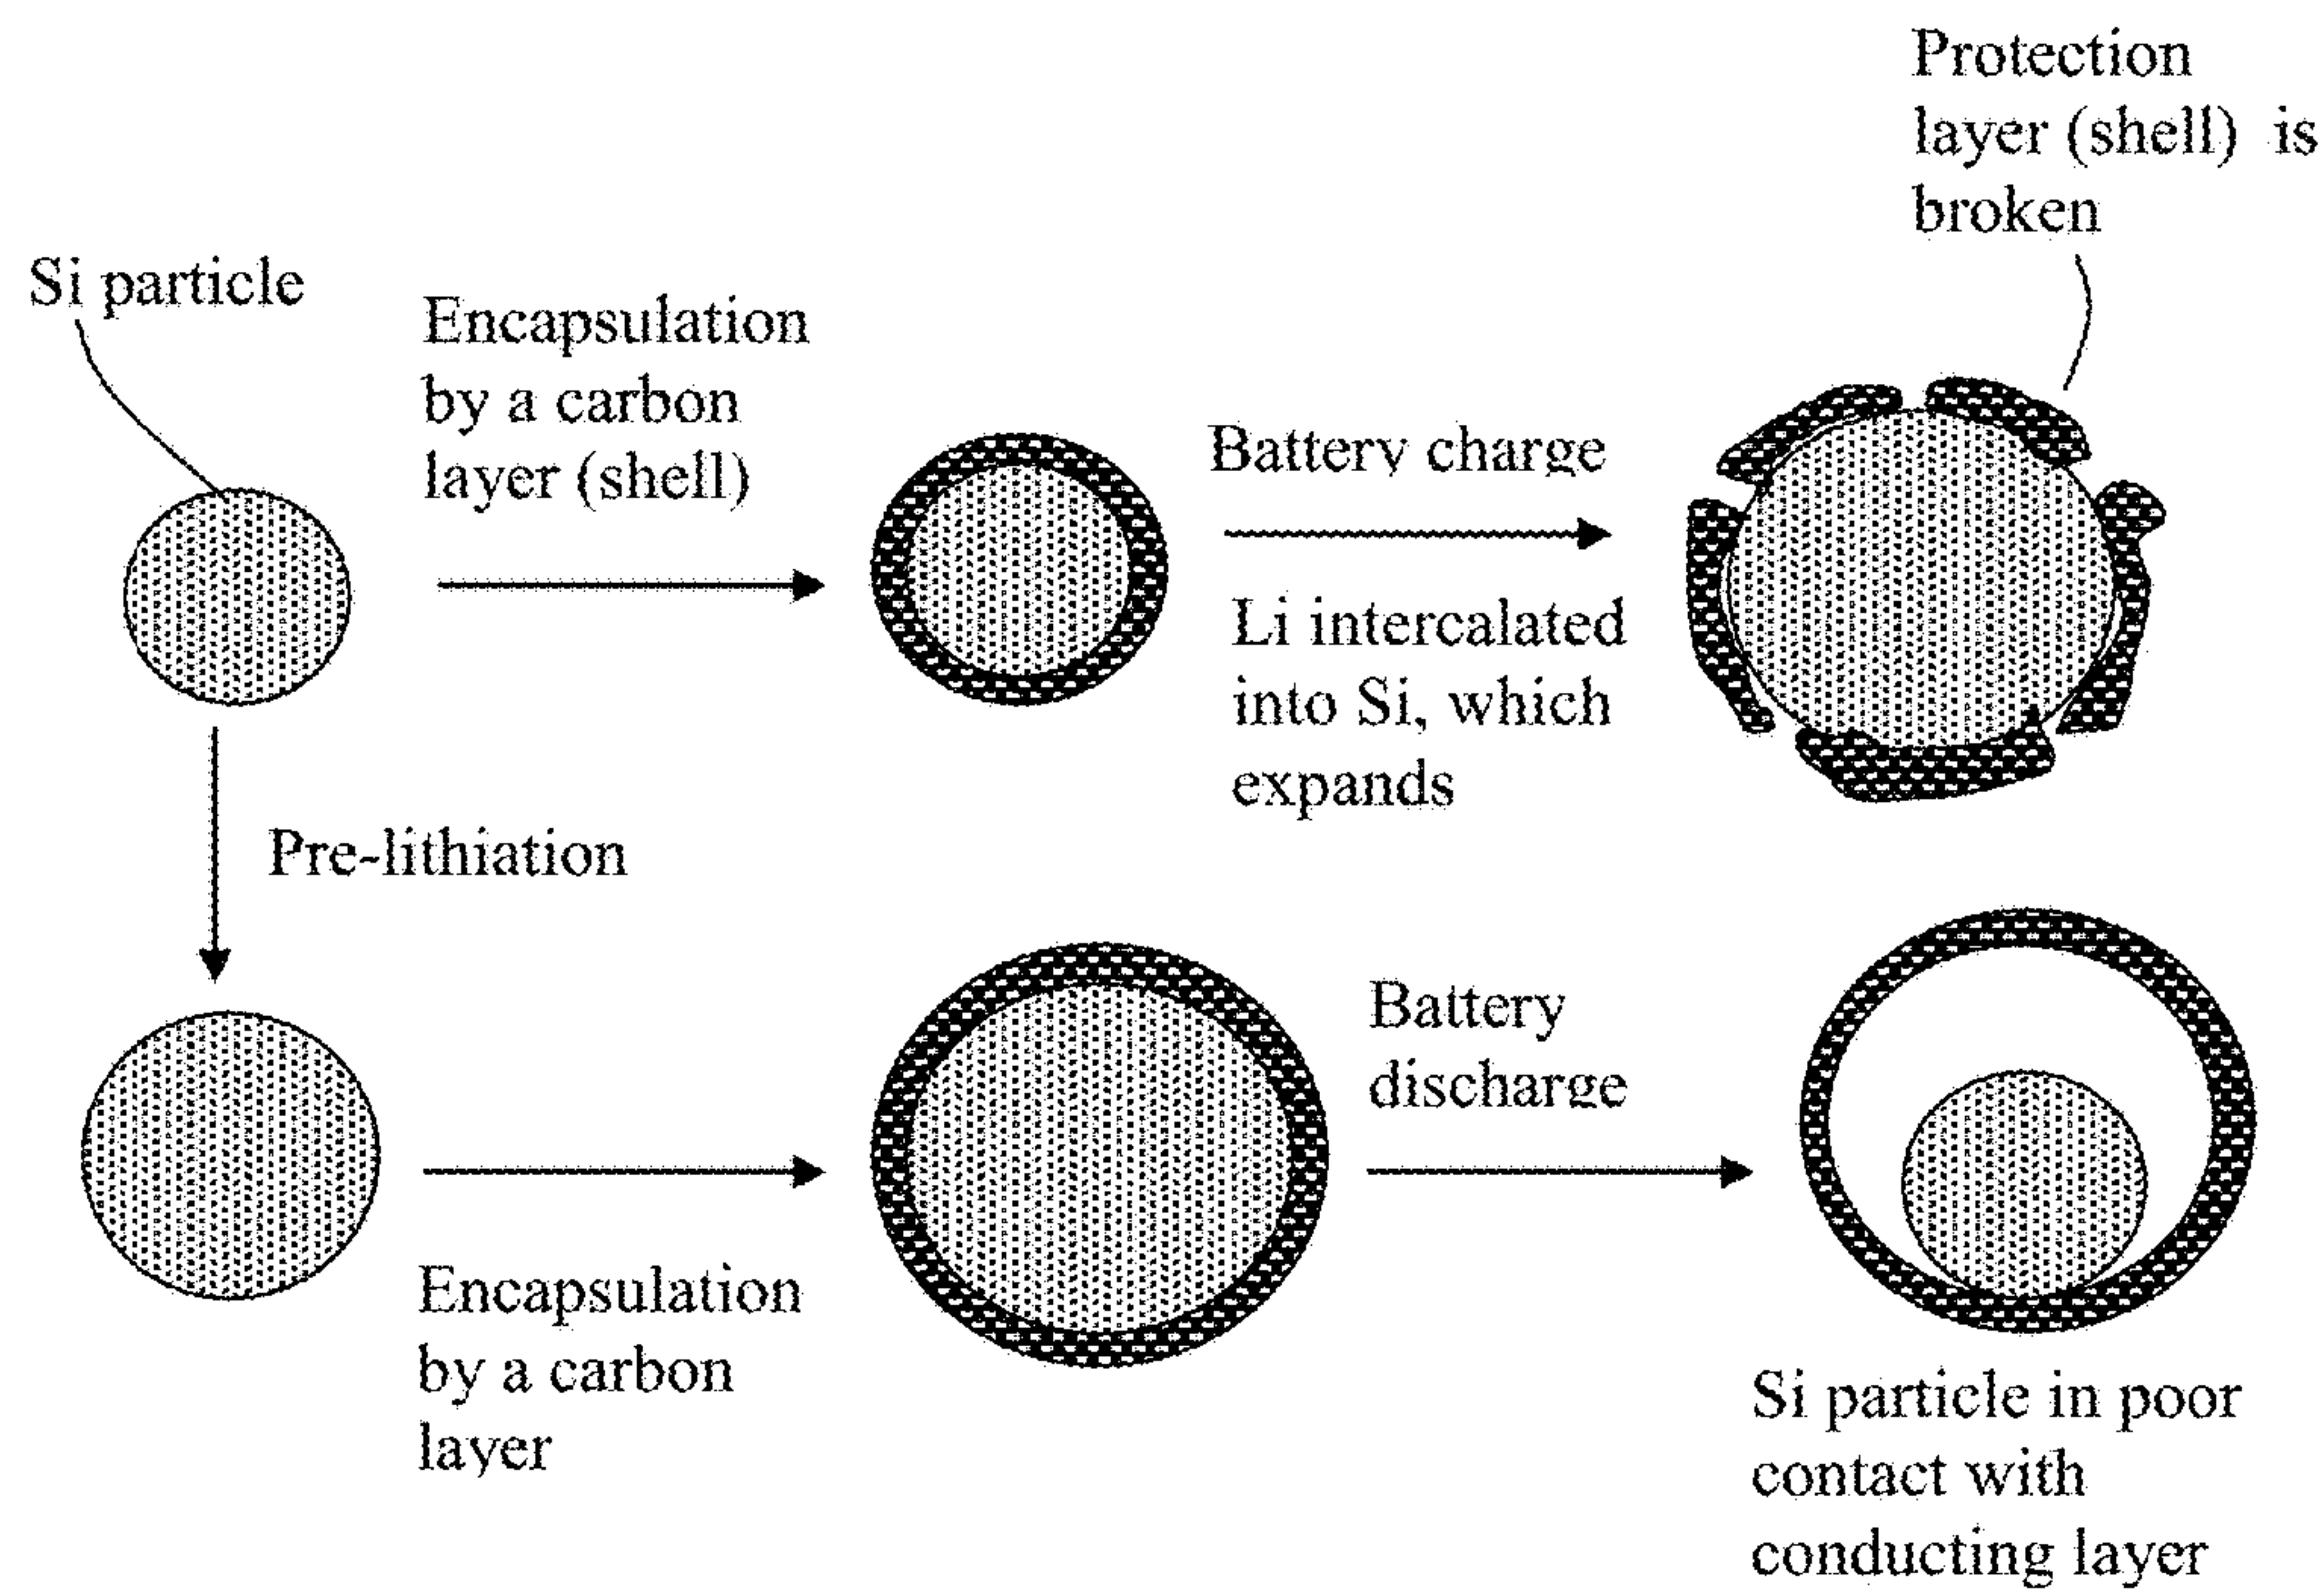 Protection
layer (shell) is
broken
Si particle
Encapsulation
by a carbon
layer (shell)
Battery charge
Li intercalated
into Si, which
expands
Pre-lithiation
Battery
discharge
Encapsulation
by a carbon
layer
Si particle in poor
contact with
conducting layer